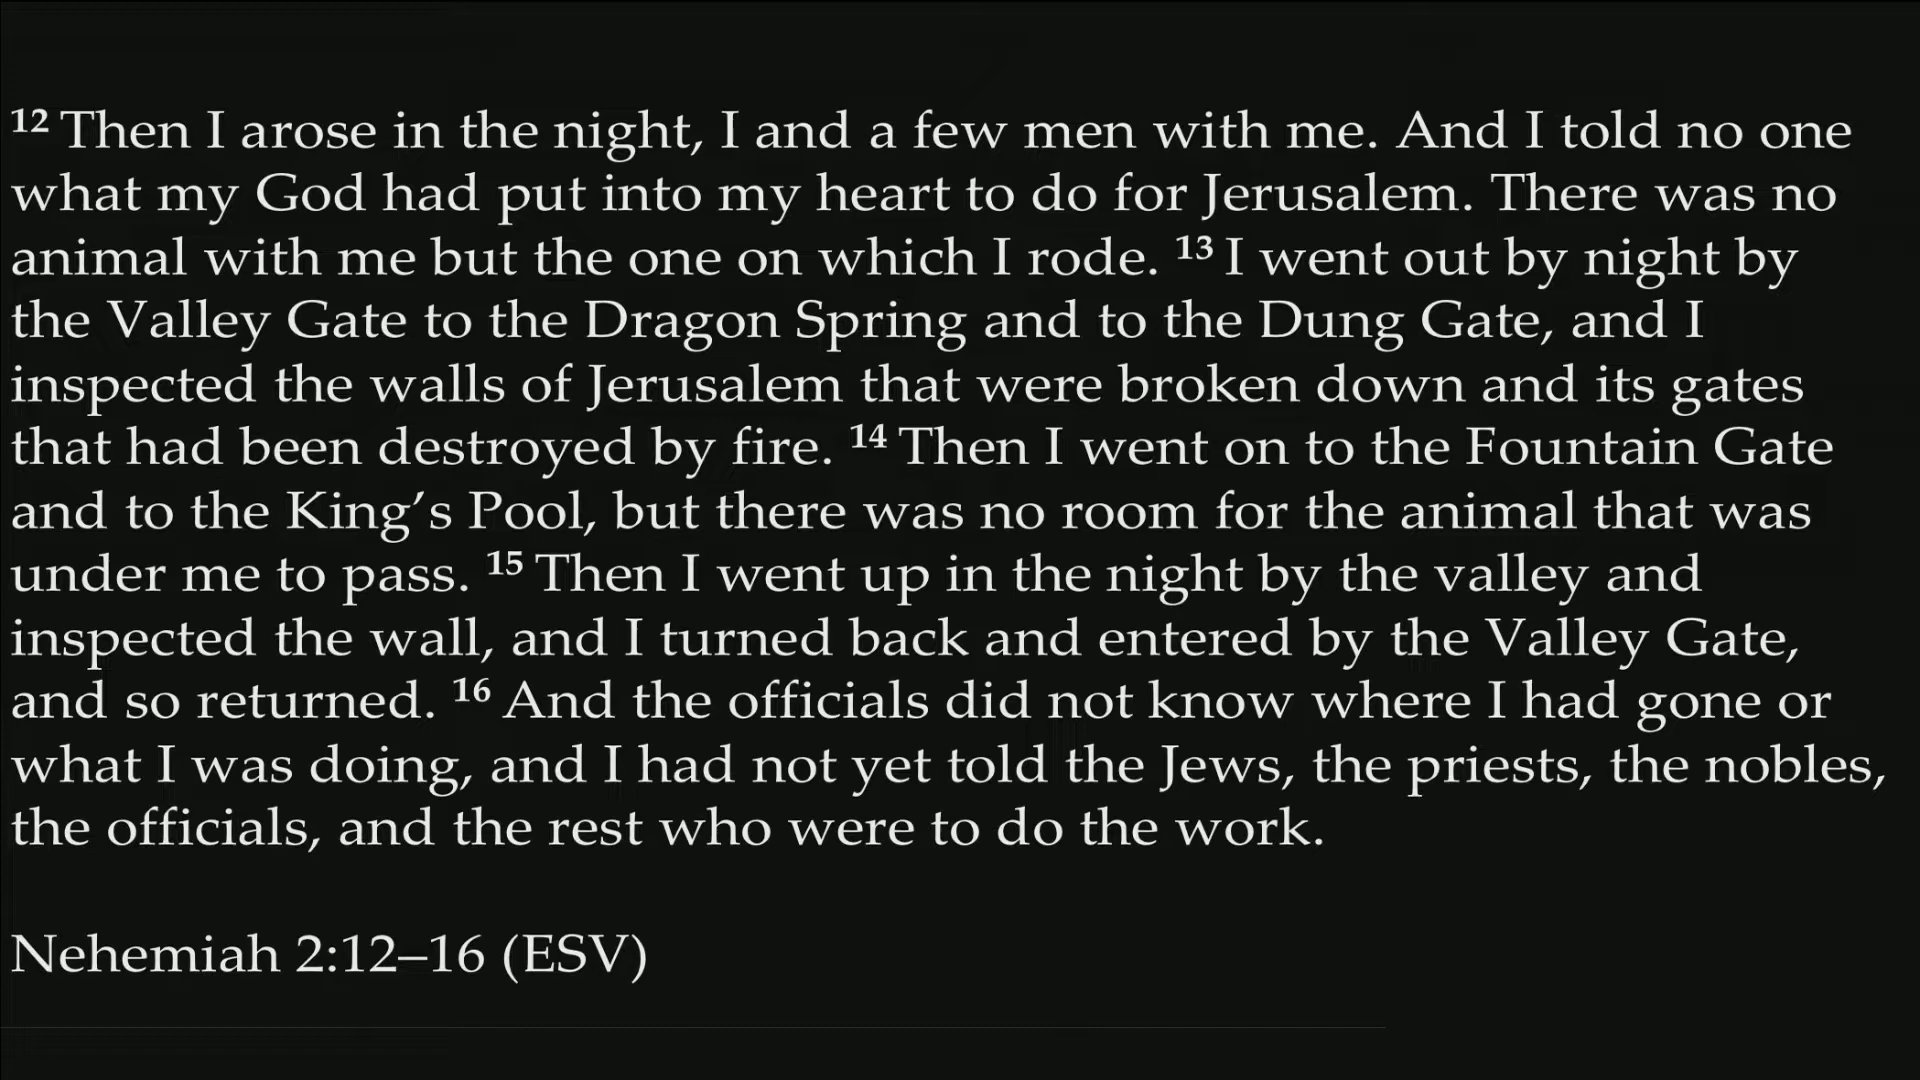 12 Then I arose in the night, I and a few men with me. And I told no one
what my God had put into my heart to do for Jerusalem. There was no
animal with me but the one on which I rode. 13 I went out by night by
the Valley Gate to the Dragon Spring and to the Dung Gate, and I
inspected the walls of Jerusalem that were broken down and its gates
that had been destroyed by fire. 14 Then I went on to the Fountain Gate
and to the King’s Pool, but there was no room for the animal that was
under me to pass. 15 Then I went up in the night by the valley and
inspected the wall, and I turned back and entered by the Valley Gate,
and so returned. 16 And the officials did not know where I had gone or
what I was doing, and I had not yet told the Jews, the priests, the nobles,
the officials, and the rest who were to do the work.
Nehemiah 2:12–16 (ESV)